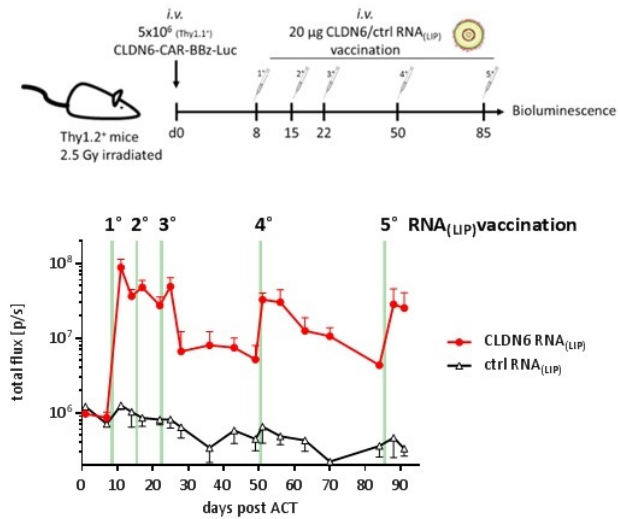 i.v.
5x10⁶ (Thy1.1⁺)
CLDN6-CAR-BBz-Luc
i.v.
20 µg CLDN6/ctrl RNA(LIP)
vaccination
1° 2° 3° 4° 5°
Thy1.2⁺ mice
2.5 Gy irradiated
d0 8 15 22 50 85
Bioluminescence
1° 2° 3° 4° 5° RNA(LIP)vaccination
total flux [p/s]
10⁸
10⁷
10⁶
CLDN6 RNA(LIP)
ctrl RNA(LIP)
0 10 20 30 40 50 60 70 80 90
days post ACT